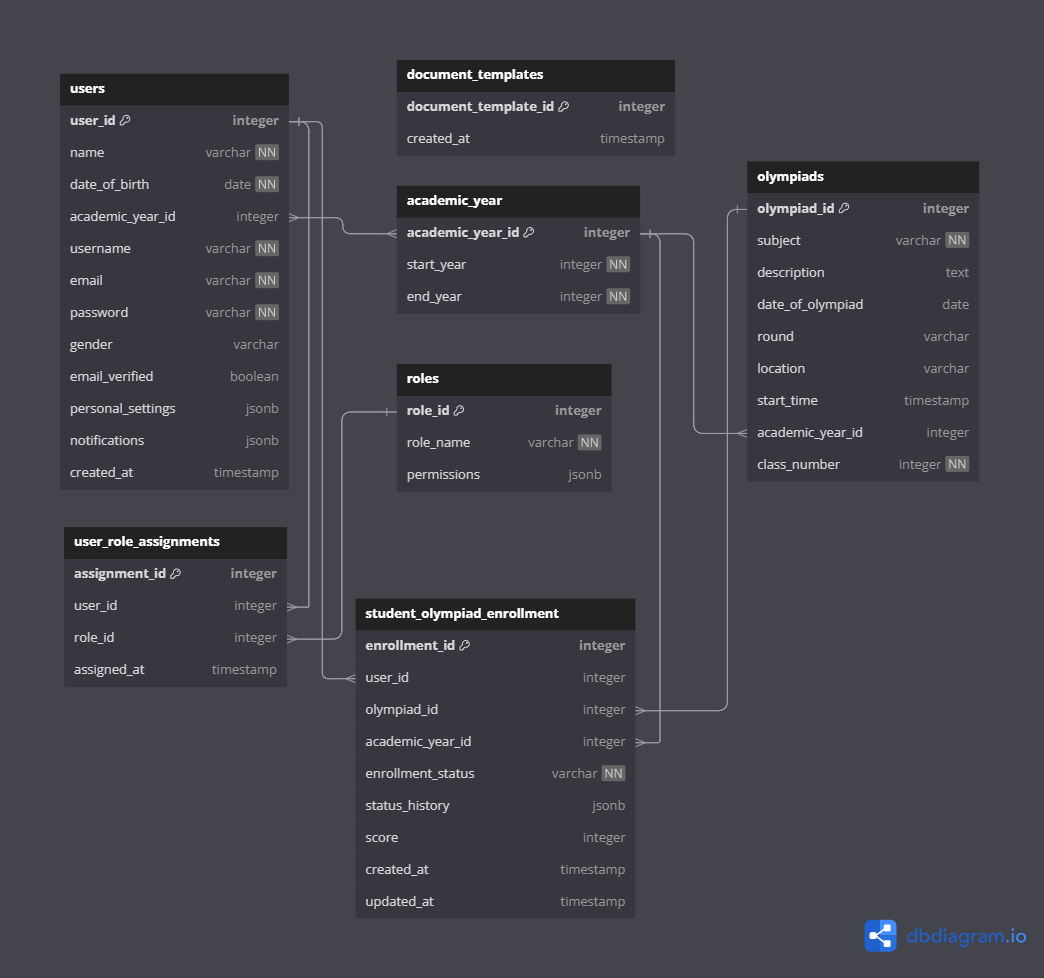 users
user_id integer
name varchar NN
date_of_birth date NN
academic_year_id integer
username varchar NN
email varchar NN
password varchar NN
gender varchar
email_verified boolean
personal_settings jsonb
notifications jsonb
created_at timestamp
document_templates
document_template_id integer
created_at timestamp
academic_year
academic_year_id integer
start_year integer NN
end_year integer NN
olympiads
olympiad_id integer
subject varchar NN
description text
date_of_olympiad date
round varchar
location varchar
start_time timestamp
academic_year_id integer
class_number integer NN
roles
role_id integer
role_name varchar NN
permissions jsonb
user_role_assignments
assignment_id integer
user_id integer
role_id integer
assigned_at timestamp
student_olympiad_enrollment
enrollment_id integer
user_id integer
olympiad_id integer
academic_year_id integer
enrollment_status varchar NN
status_history jsonb
score integer
created_at timestamp
updated_at timestamp
dbdiagram.io